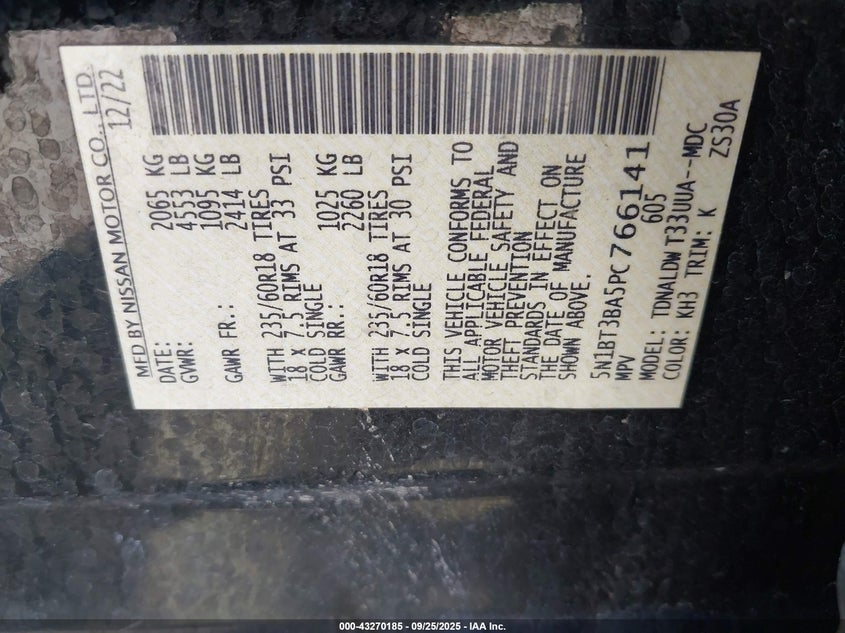 MFD BY NISSAN MOTOR CO., LTD.
DATE: 12/22
GVWR: 2065 KG
4553 LB
GAWR FR.: 1095 KG
2414 LB
WITH 235/60R18 TIRES
18 X 7.5 RIMS AT 33 PSI
COLD SINGLE
GAWR RR.: 1025 KG
2260 LB
WITH 235/60R18 TIRES
18 X 7.5 RIMS AT 30 PSI
COLD SINGLE
THIS VEHICLE CONFORMS TO
ALL APPLICABLE FEDERAL
MOTOR VEHICLE SAFETY AND
THEFT PREVENTION
STANDARDS IN EFFECT ON
THE DATE OF MANUFACTURE
SHOWN ABOVE.
5N1BT3BA5PC766141
MPV 605
MODEL: TDNALDW T33UUA--MDC
COLOR: KH3 TRIM: K ZS30A
000-43270185 - 09/25/2025 - IAA Inc.